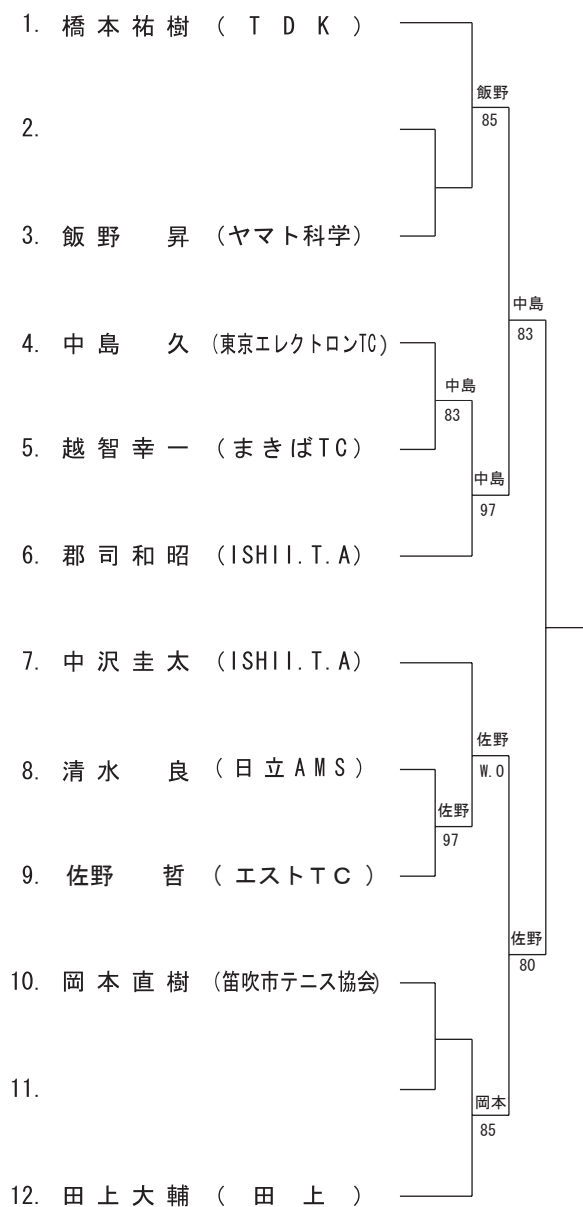 1. 橋本祐樹 (TDK)
飯野
85
2.
3. 飯野 昇 (ヤマト科学)
中島
83
4. 中島 久 (東京エレクトロンTC)
中島
83
5. 越智幸一 (まきばTC)
中島
97
6. 郡司和昭 (ISHII.T.A)
7. 中沢圭太 (ISHII.T.A)
佐野
W.O
8. 清水 良 (日立AMS)
佐野
97
9. 佐野 哲 (エストTC)
佐野
80
10. 岡本直樹 (笛吹市テニス協会)
11.
岡本
85
12. 田上大輔 (田上)